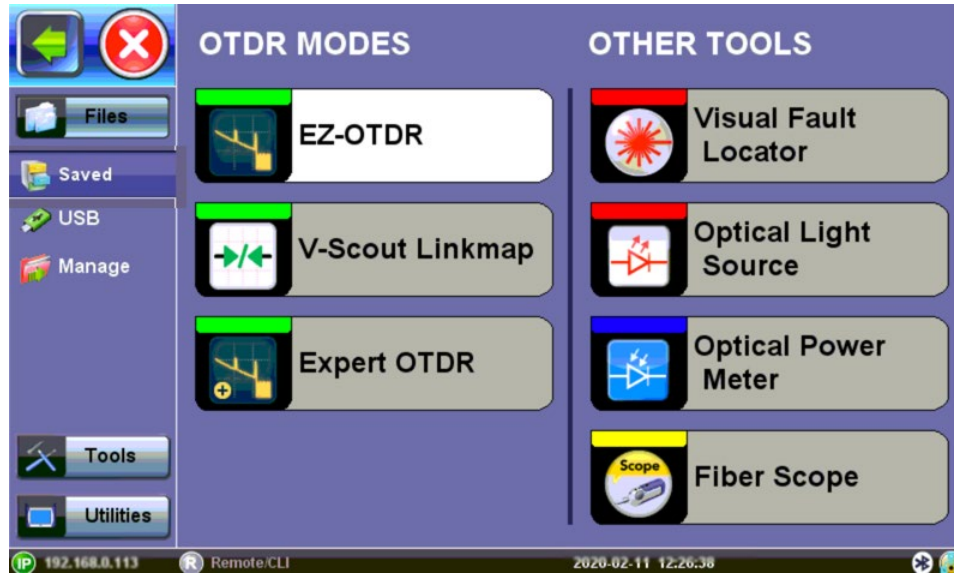 OTDR MODES
OTHER TOOLS
Files
Saved
USB
Manage
Tools
Utilities
EZ-OTDR
V-Scout Linkmap
Expert OTDR
Visual Fault
Locator
Optical Light
Source
Optical Power
Meter
Scope
Fiber Scope
IP 192.168.0.113
R Remote/CLI
2020-02-11 12:26:38